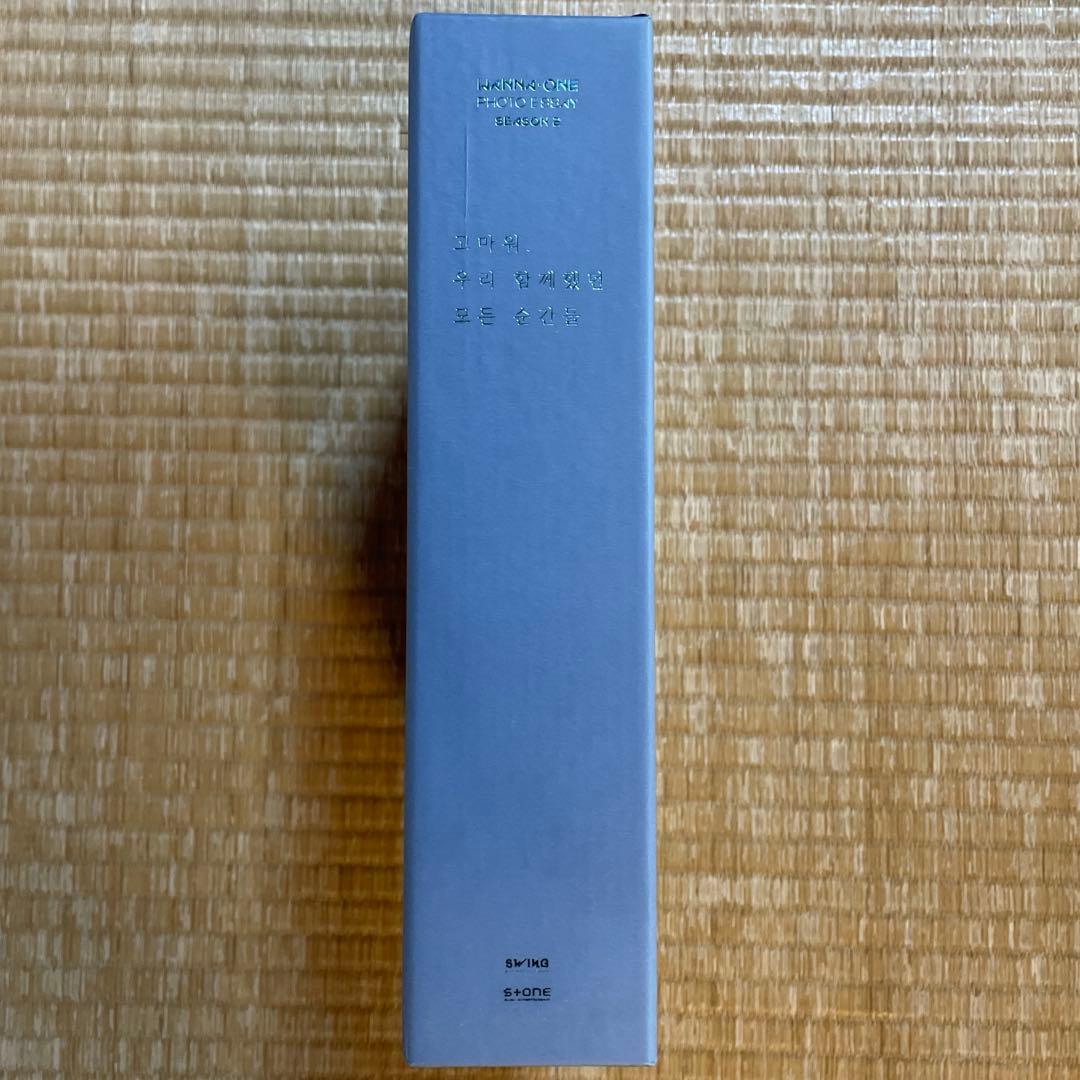 WANNA·ONE
PHOTO ESSAY
SEASON 2
고마워.
우리 함께했던
모든 순간들
SWING
STONE